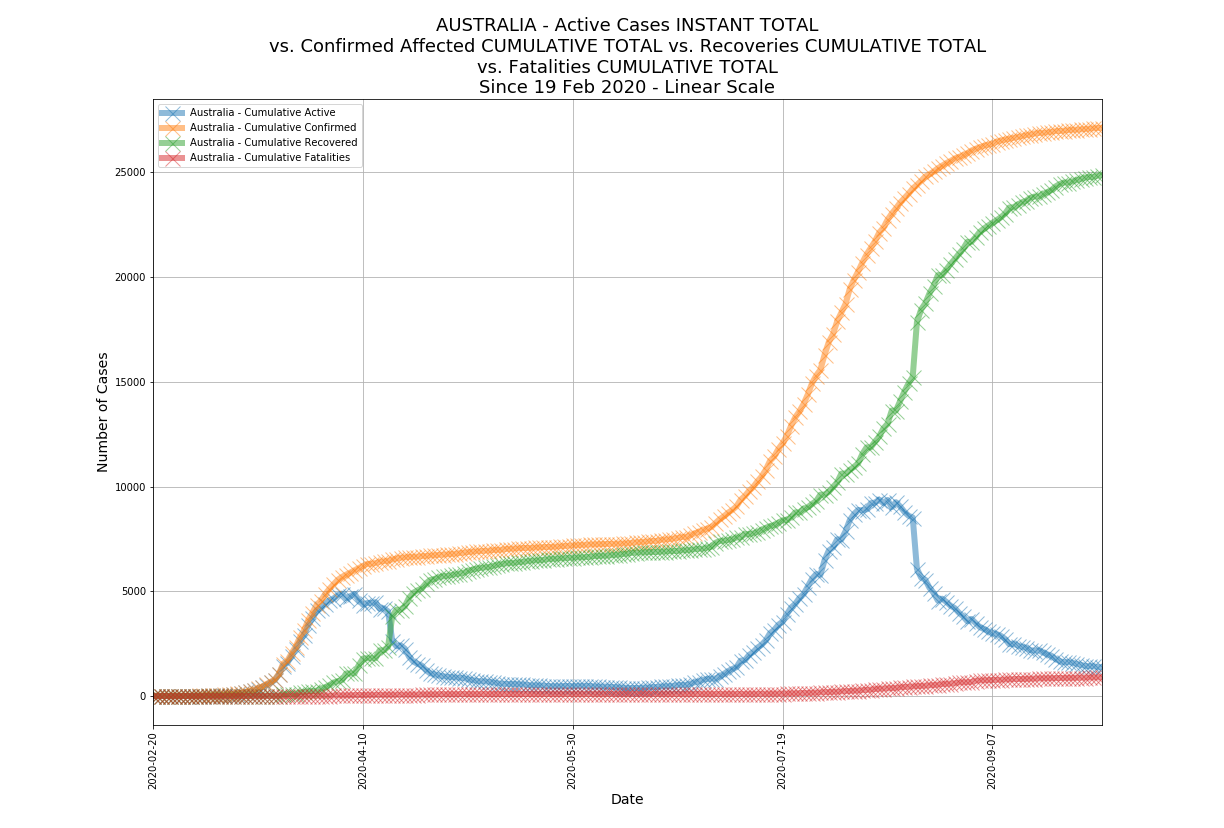 AUSTRALIA - Active Cases INSTANT TOTAL
vs. Confirmed Affected CUMULATIVE TOTAL vs. Recoveries CUMULATIVE TOTAL
vs. Fatalities CUMULATIVE TOTAL
Since 19 Feb 2020 - Linear Scale
Australia - Cumulative Active
Australia - Cumulative Confirmed
Australia - Cumulative Recovered
Australia - Cumulative Fatalities
Number of Cases
25000
20000
15000
10000
5000
0
2020-02-20
2020-04-10
2020-05-30
2020-07-19
2020-09-07
Date